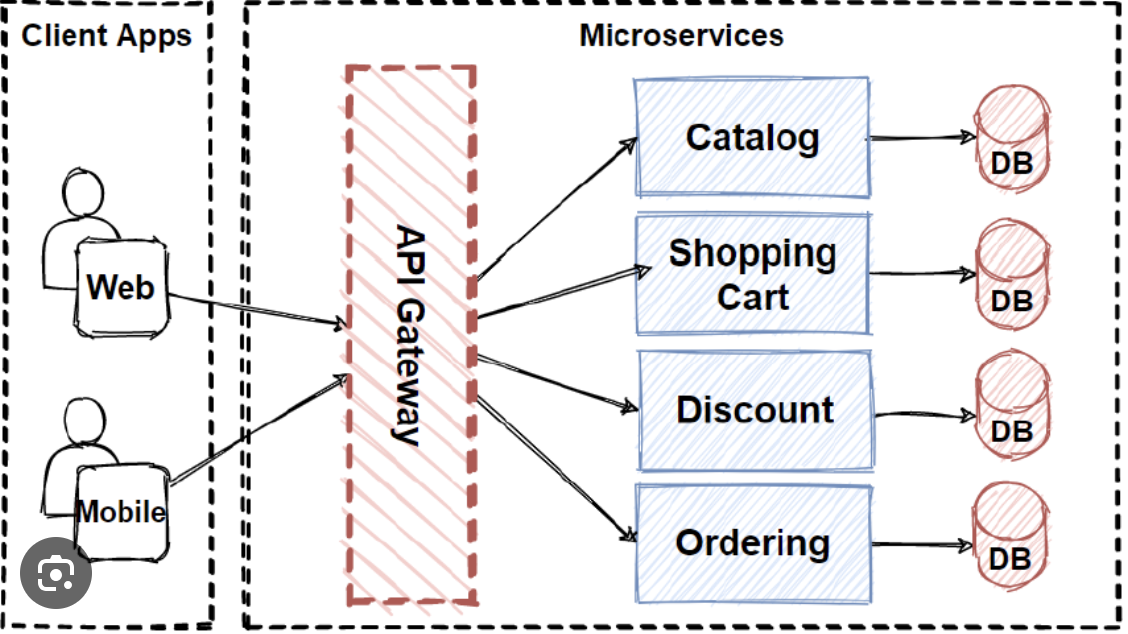 Client Apps
Microservices
Web
Mobile
API Gateway
Catalog
DB
Shopping
Cart
DB
Discount
DB
Ordering
DB